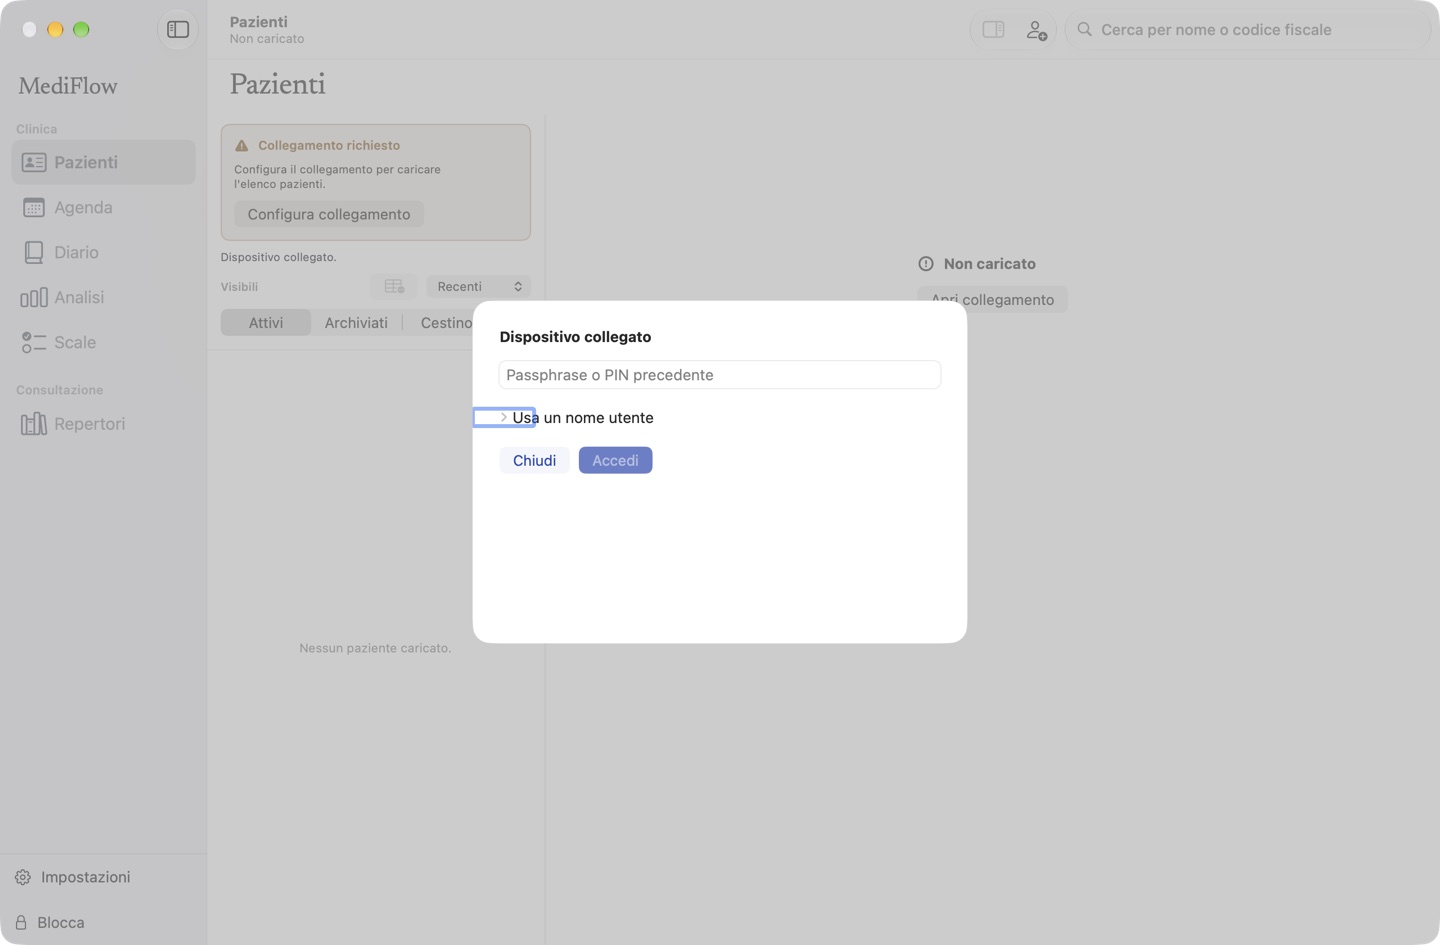 Pazienti
Non caricato
Cerca per nome o codice fiscale
MediFlow
Pazienti
Clinica
Pazienti
Agenda
Diario
Analisi
Scale
Consultazione
Repertori
Collegamento richiesto
Configura il collegamento per caricare
l'elenco pazienti.
Configura collegamento
Dispositivo collegato.
Visibili
Recenti
Attivi
Archiviati
Cestino
Non caricato
Apri collegamento
Dispositivo collegato
Passphrase o PIN precedente
Usa un nome utente
Chiudi
Accedi
Nessun paziente caricato.
Impostazioni
Blocca